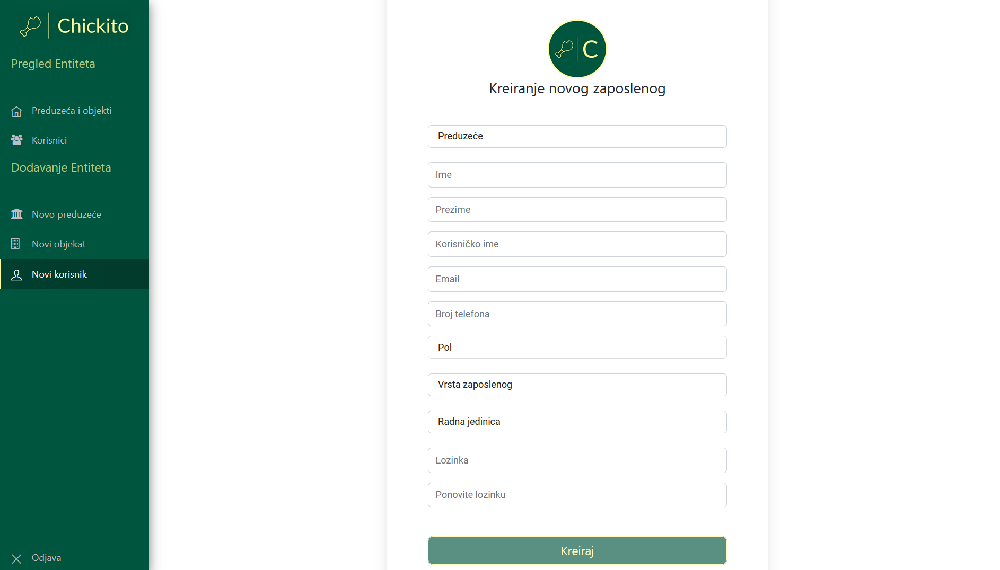 Chickito
Pregled Entiteta
Preduzeća i objekti
Korisnici
Dodavanje Entiteta
Novo preduzeće
Novi objekat
Novi korisnik
Odjava
C
Kreiranje novog zaposlenog
Preduzeće
Ime
Prezime
Korisničko ime
Email
Broj telefona
Pol
Vrsta zaposlenog
Radna jedinica
Lozinka
Ponovite lozinku
Kreiraj